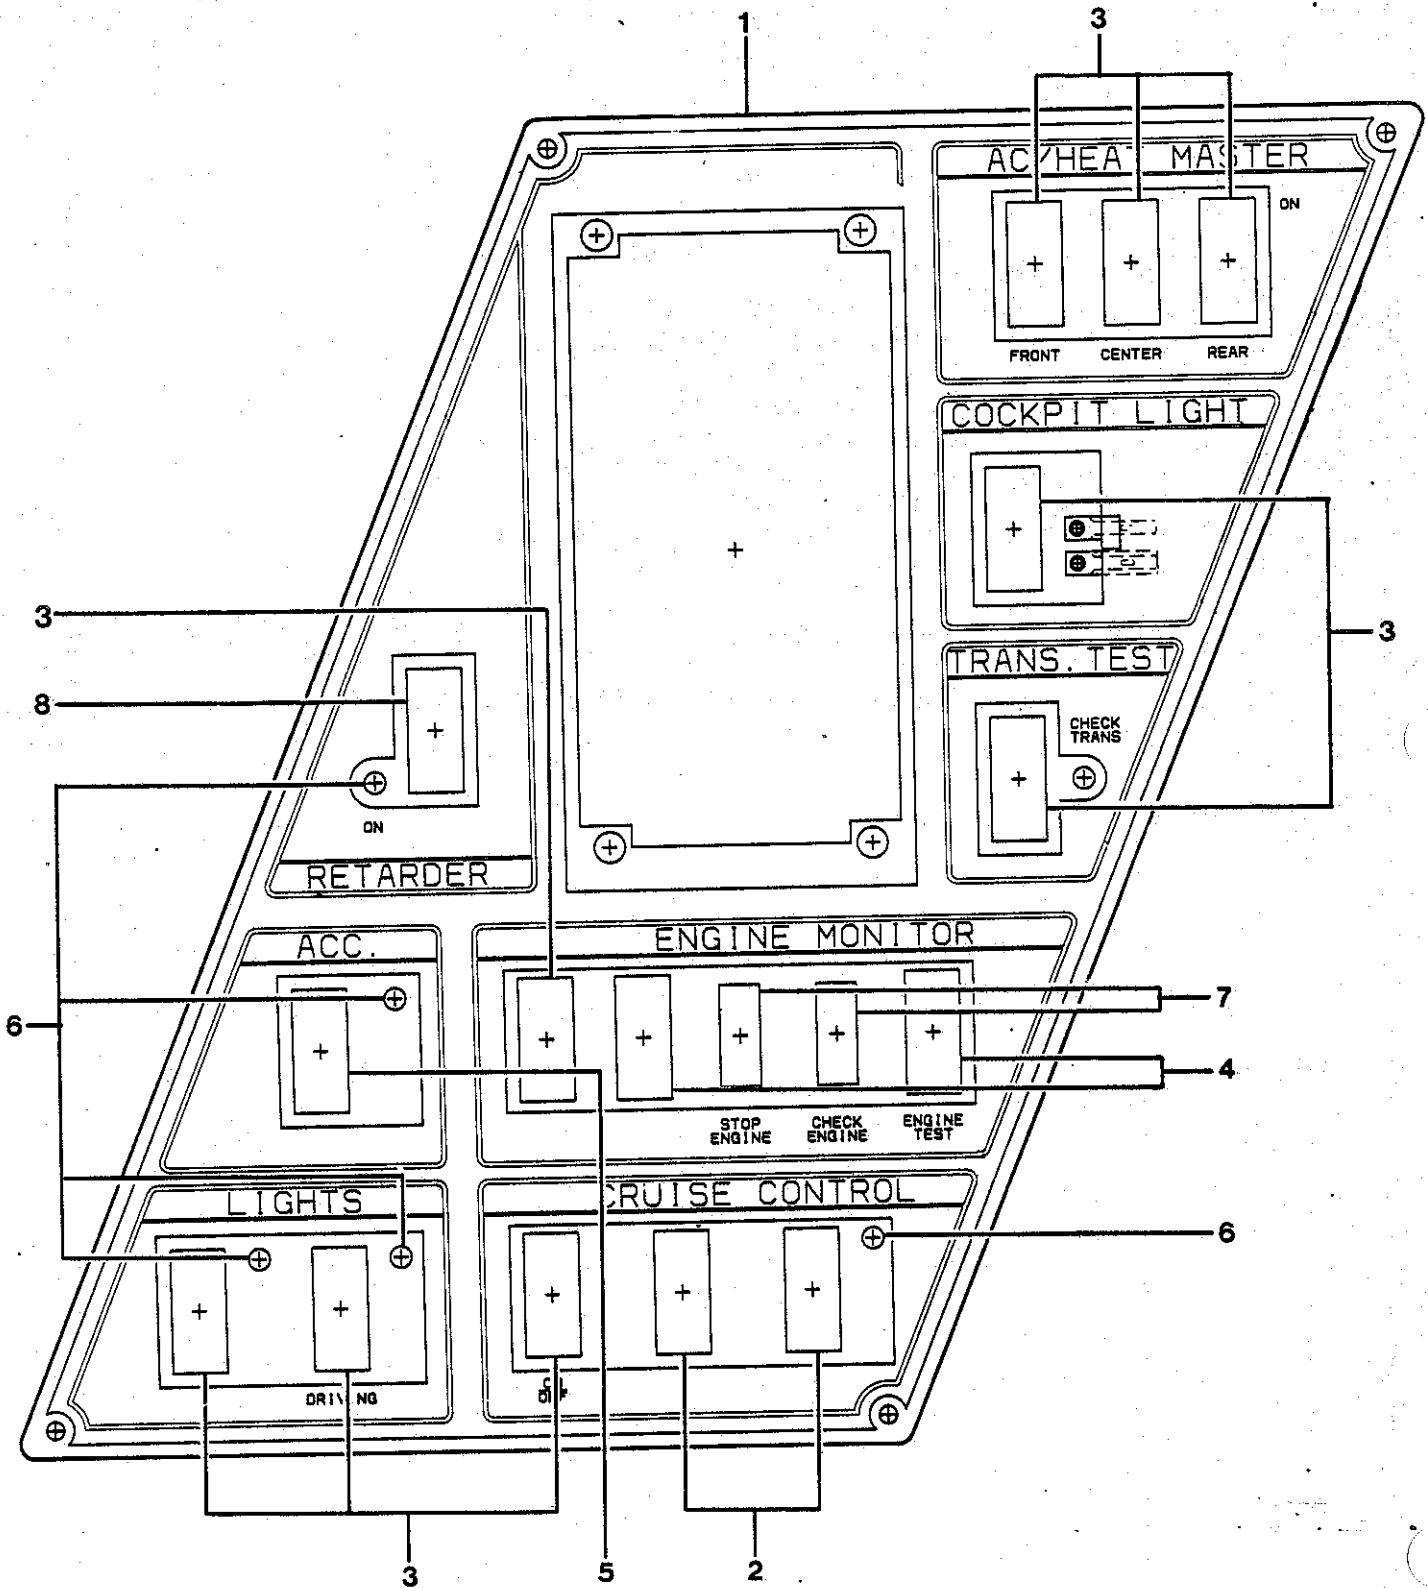 1
3
AC/HEAT MASTER
ON
FRONT CENTER REAR
COCKPIT LIGHT
3
3
TRANS. TEST
8
CHECK
TRANS
ON
RETARDER
ACC.
ENGINE MONITOR
7
6
4
STOP
ENGINE
CHECK
ENGINE
ENGINE
TEST
LIGHTS
CRUISE CONTROL
6
DRIVING
3
5
2